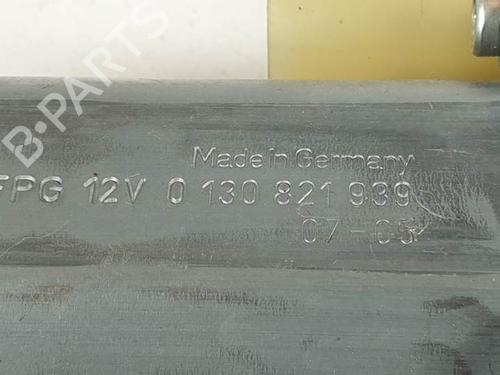 Made in Germany
FPG 12V 0 130 821 939
07-05
B-PARTS